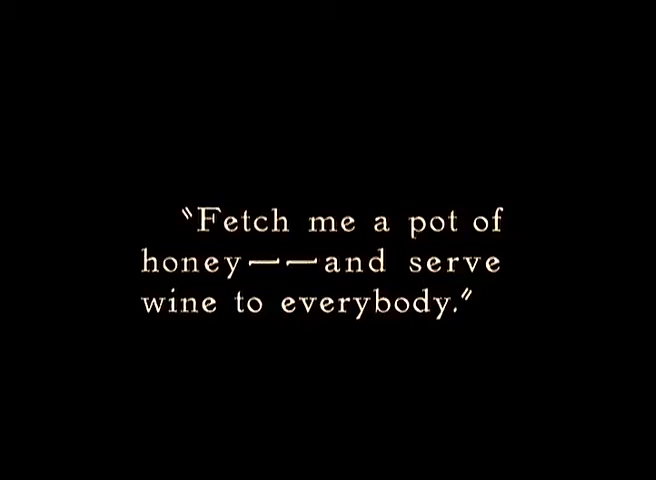 "Fetch me a pot of
honey——and serve
wine to everybody."